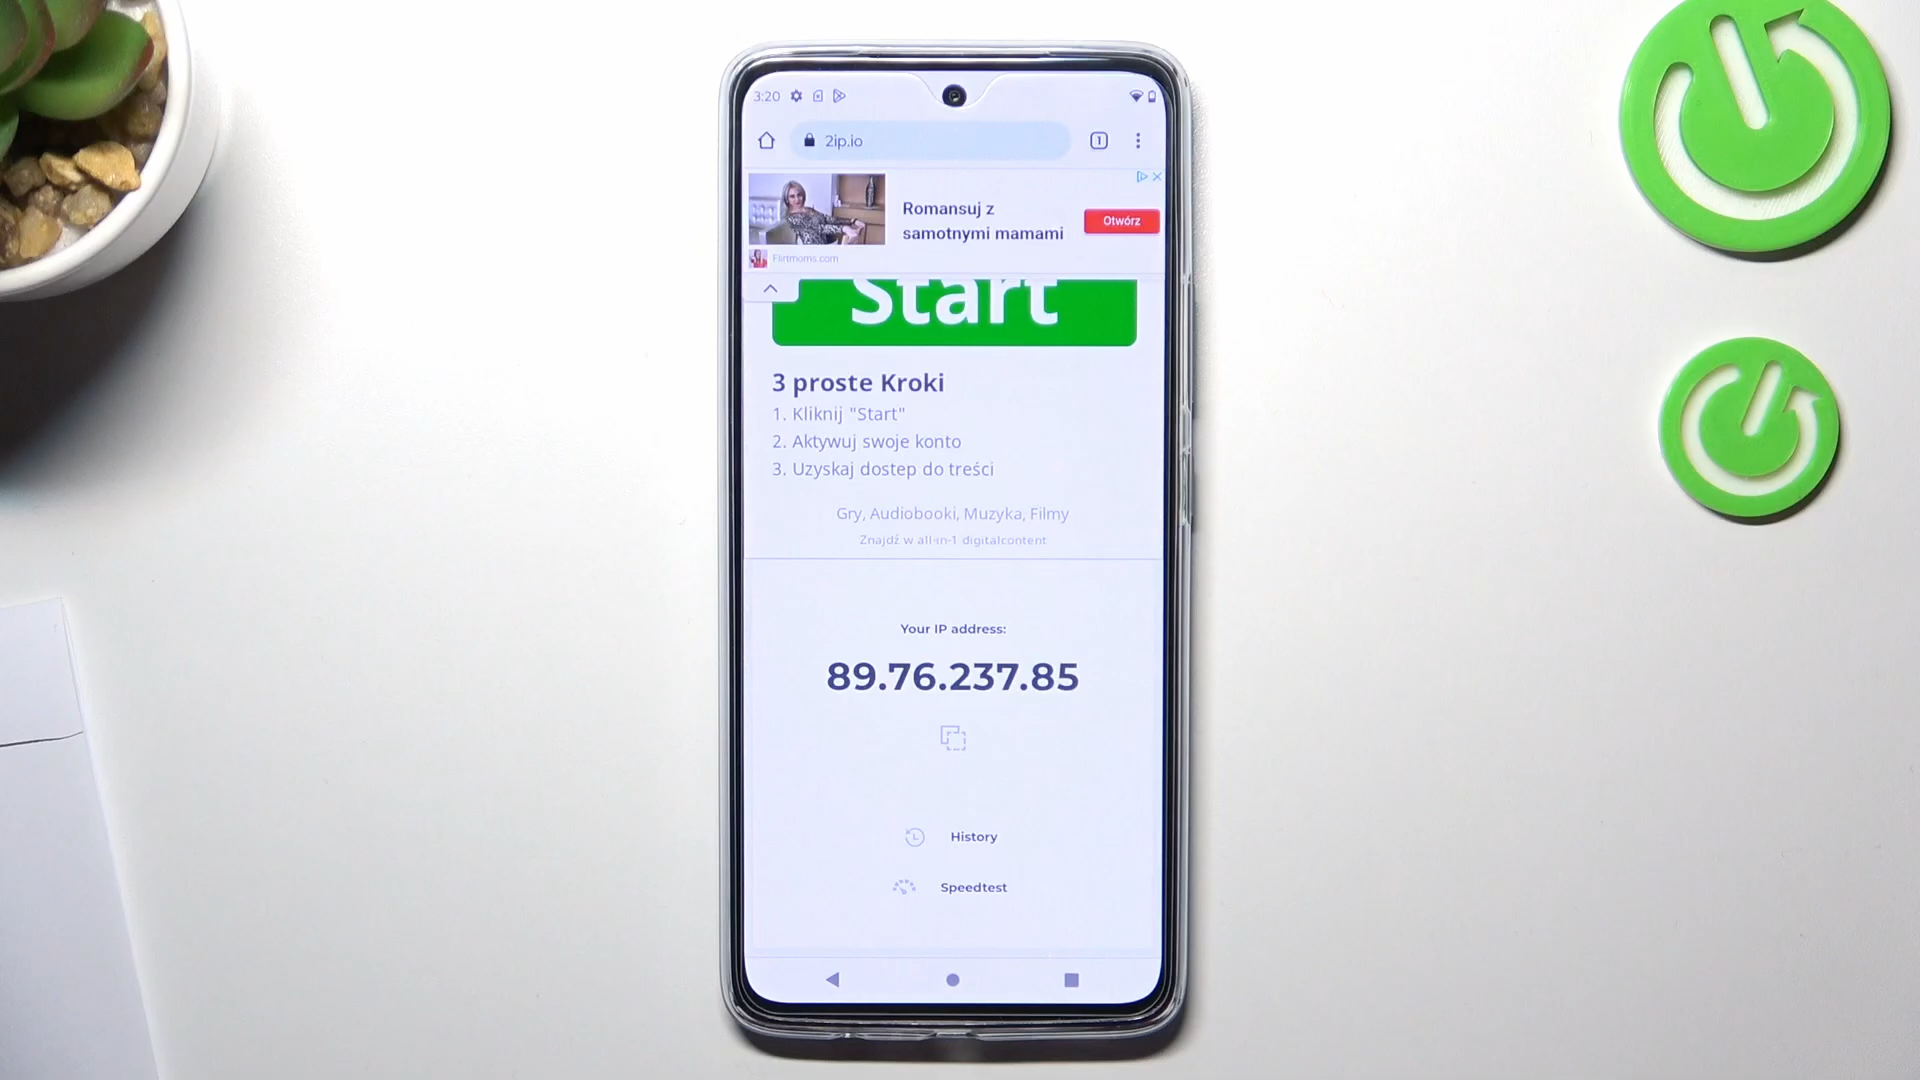 3:20
2ip.io
1
Romansuj z
samotnymi mamami
Otwórz
Flirtmoms.com
Start
3 proste Kroki
1. Kliknij "Start"
2. Aktywuj swoje konto
3. Uzyskaj dostep do treści
Gry, Audiobooki, Muzyka, Filmy
Znajdź w all-in-1 digitalcontent
Your IP address:
89.76.237.85
History
Speedtest